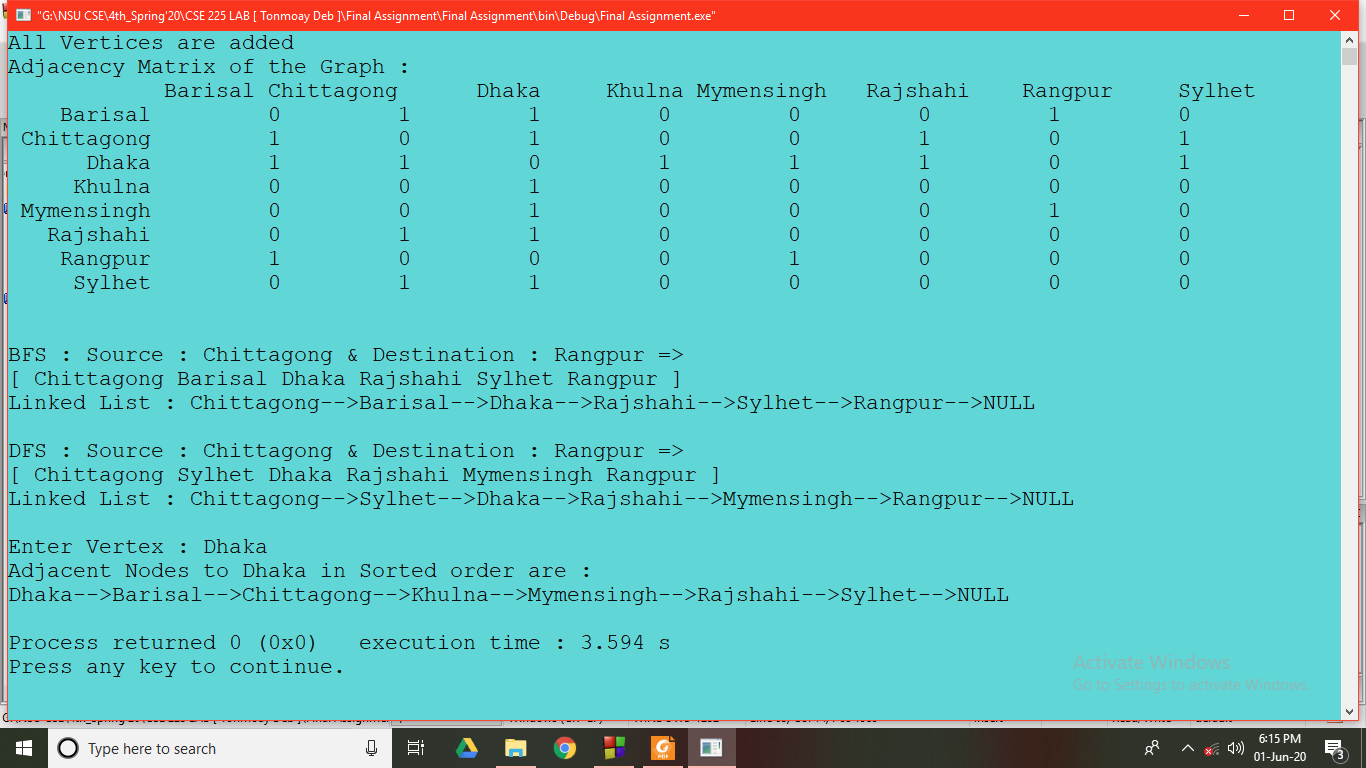 "G:\NSU CSE\4th_Spring'20\CSE 225 LAB [ Tonmoay Deb ]\Final Assignment\Final Assignment\bin\Debug\Final Assignment.exe"
All Vertices are added
Adjacency Matrix of the Graph :
Barisal Chittagong Dhaka Khulna Mymensingh Rajshahi Rangpur Sylhet
Barisal 0 1 1 0 0 0 1 0
Chittagong 1 0 1 0 0 1 0 1
Dhaka 1 1 0 1 1 1 0 1
Khulna 0 0 1 0 0 0 0 0
Mymensingh 0 0 1 0 0 0 1 0
Rajshahi 0 1 1 0 0 0 0 0
Rangpur 1 0 0 0 1 0 0 0
Sylhet 0 1 1 0 0 0 0 0
BFS : Source : Chittagong & Destination : Rangpur =>
[ Chittagong Barisal Dhaka Rajshahi Sylhet Rangpur ]
Linked List : Chittagong-->Barisal-->Dhaka-->Rajshahi-->Sylhet-->Rangpur-->NULL
DFS : Source : Chittagong & Destination : Rangpur =>
[ Chittagong Sylhet Dhaka Rajshahi Mymensingh Rangpur ]
Linked List : Chittagong-->Sylhet-->Dhaka-->Rajshahi-->Mymensingh-->Rangpur-->NULL
Enter Vertex : Dhaka
Adjacent Nodes to Dhaka in Sorted order are :
Dhaka-->Barisal-->Chittagong-->Khulna-->Mymensingh-->Rajshahi-->Sylhet-->NULL
Process returned 0 (0x0) execution time : 3.594 s
Press any key to continue.
Activate Windows
Go to Settings to activate Windows.
Type here to search
6:15 PM
01-Jun-20
3